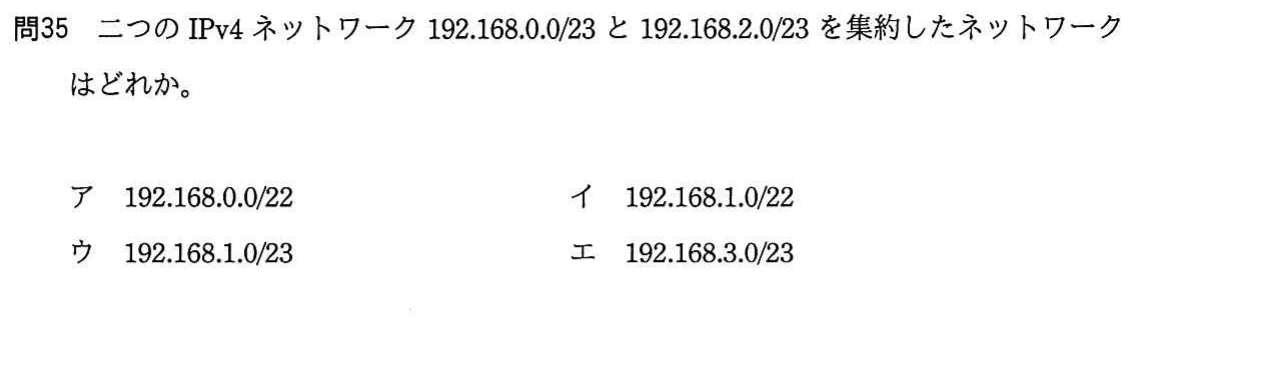 問35　二つの IPv4 ネットワーク 192.168.0.0/23 と 192.168.2.0/23 を集約したネットワーク
はどれか。
ア　192.168.0.0/22　イ　192.168.1.0/22
ウ　192.168.1.0/23　エ　192.168.3.0/23